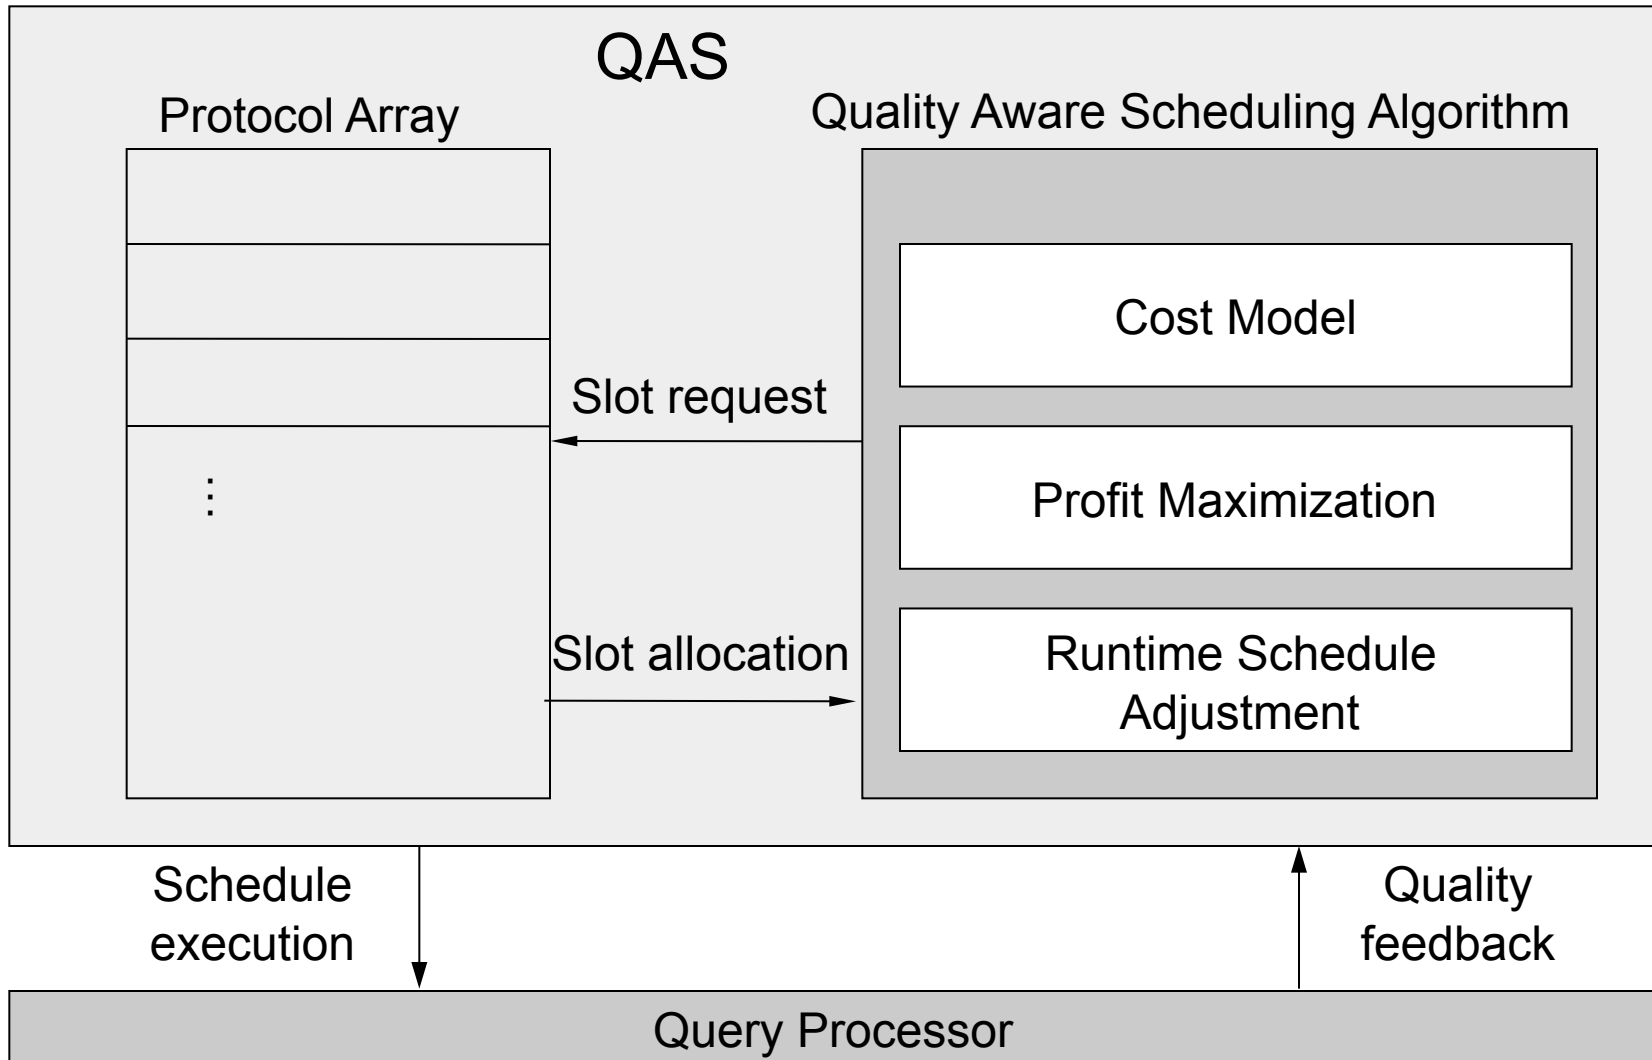 QAS
Protocol Array
Quality Aware Scheduling Algorithm
Cost Model
Slot request
Profit Maximization
⋮
Slot allocation
Runtime Schedule
Adjustment
Schedule
execution
Quality
feedback
Query Processor